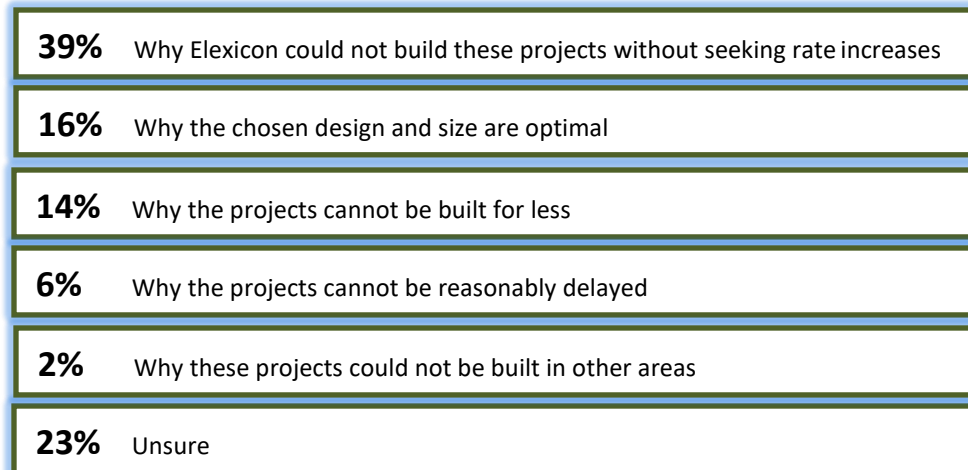 39% Why Elexicon could not build these projects without seeking rate increases
16% Why the chosen design and size are optimal
14% Why the projects cannot be built for less
6% Why the projects cannot be reasonably delayed
2% Why these projects could not be built in other areas
23% Unsure